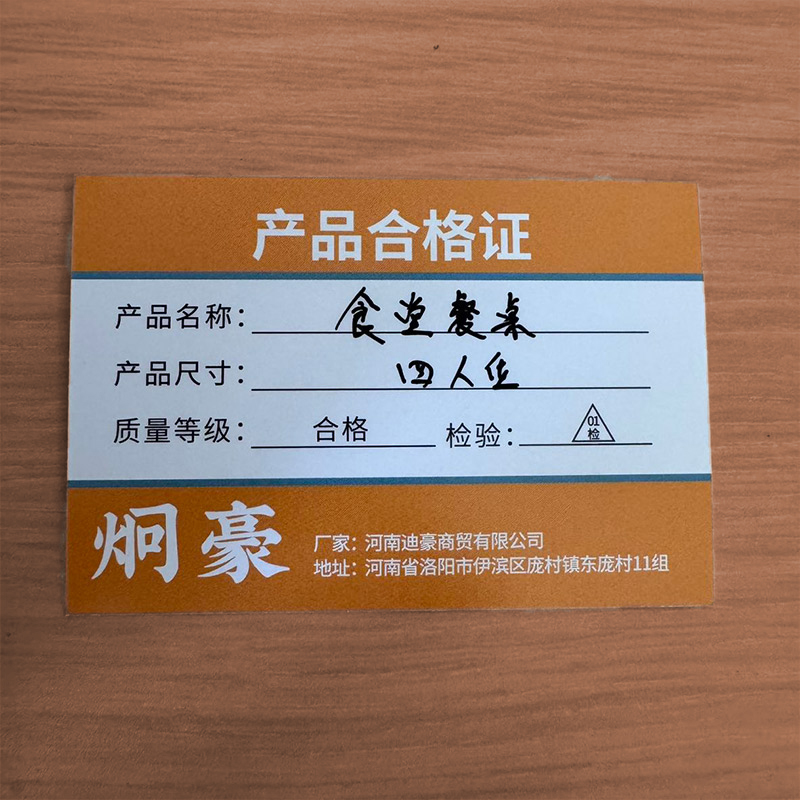 产品合格证
产品名称：食堂餐桌
产品尺寸：四人位
质量等级：合格 检验：01检
炯豪
厂家：河南迪豪商贸有限公司
地址：河南省洛阳市伊滨区庞村镇东庞村11组